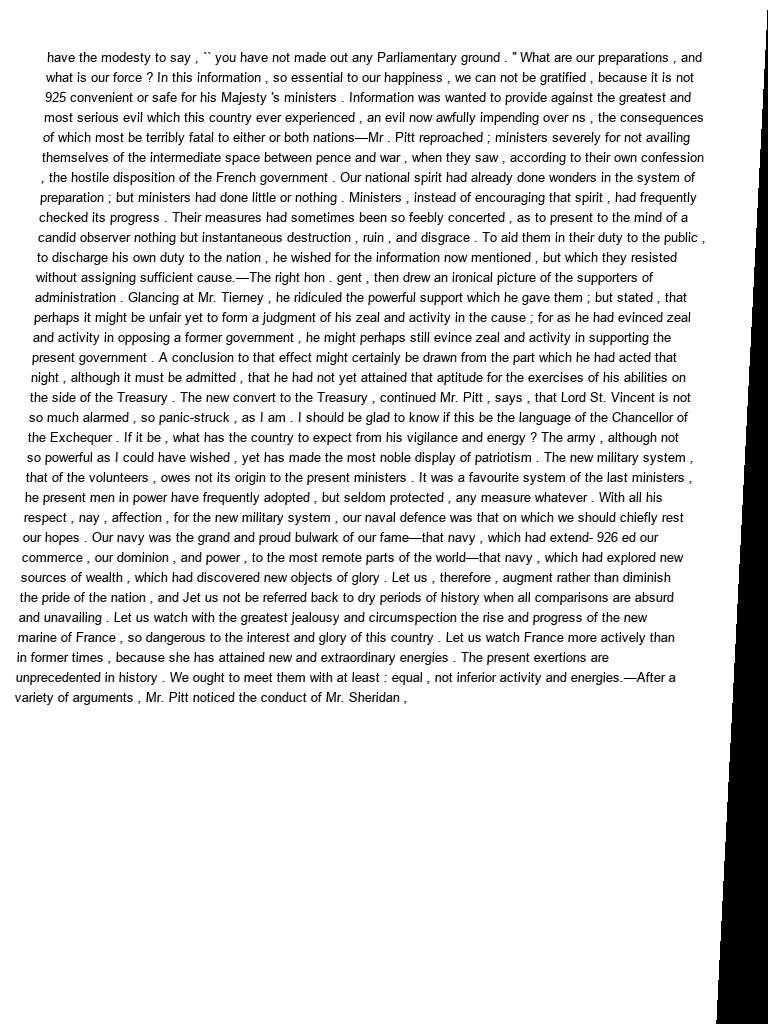 have the modesty to say , `` you have not made out any Parliamentary ground . '' What are our preparations , and
what is our force ? In this information , so essential to our happiness , we can not be gratified , because it is not
925 convenient or safe for his Majesty 's ministers . Information was wanted to provide against the greatest and
most serious evil which this country ever experienced , an evil now awfully impending over ns , the consequences
of which most be terribly fatal to either or both nations—Mr . Pitt reproached ; ministers severely for not availing
themselves of the intermediate space between pence and war , when they saw , according to their own confession
, the hostile disposition of the French government . Our national spirit had already done wonders in the system of
preparation ; but ministers had done little or nothing . Ministers , instead of encouraging that spirit , had frequently
checked its progress . Their measures had sometimes been so feebly concerted , as to present to the mind of a
candid observer nothing but instantaneous destruction , ruin , and disgrace . To aid them in their duty to the public ,
to discharge his own duty to the nation , he wished for the information now mentioned , but which they resisted
without assigning sufficient cause.—The right hon . gent , then drew an ironical picture of the supporters of
administration . Glancing at Mr. Tierney , he ridiculed the powerful support which he gave them ; but stated , that
perhaps it might be unfair yet to form a judgment of his zeal and activity in the cause ; for as he had evinced zeal
and activity in opposing a former government , he might perhaps still evince zeal and activity in supporting the
present government . A conclusion to that effect might certainly be drawn from the part which he had acted that
night , although it must be admitted , that he had not yet attained that aptitude for the exercises of his abilities on
the side of the Treasury . The new convert to the Treasury , continued Mr. Pitt , says , that Lord St. Vincent is not
so much alarmed , so panic-struck , as I am . I should be glad to know if this be the language of the Chancellor of
the Exchequer . If it be , what has the country to expect from his vigilance and energy ? The army , although not
so powerful as I could have wished , yet has made the most noble display of patriotism . The new military system ,
that of the volunteers , owes not its origin to the present ministers . It was a favourite system of the last ministers ,
he present men in power have frequently adopted , but seldom protected , any measure whatever . With all his
respect , nay , affection , for the new military system , our naval defence was that on which we should chiefly rest
our hopes . Our navy was the grand and proud bulwark of our fame—that navy , which had extend- 926 ed our
commerce , our dominion , and power , to the most remote parts of the world—that navy , which had explored new
sources of wealth , which had discovered new objects of glory . Let us , therefore , augment rather than diminish
the pride of the nation , and Jet us not be referred back to dry periods of history when all comparisons are absurd
and unavailing . Let us watch with the greatest jealousy and circumspection the rise and progress of the new
marine of France , so dangerous to the interest and glory of this country . Let us watch France more actively than
in former times , because she has attained new and extraordinary energies . The present exertions are
unprecedented in history . We ought to meet them with at least : equal , not inferior activity and energies.—After a
variety of arguments , Mr. Pitt noticed the conduct of Mr. Sheridan ,